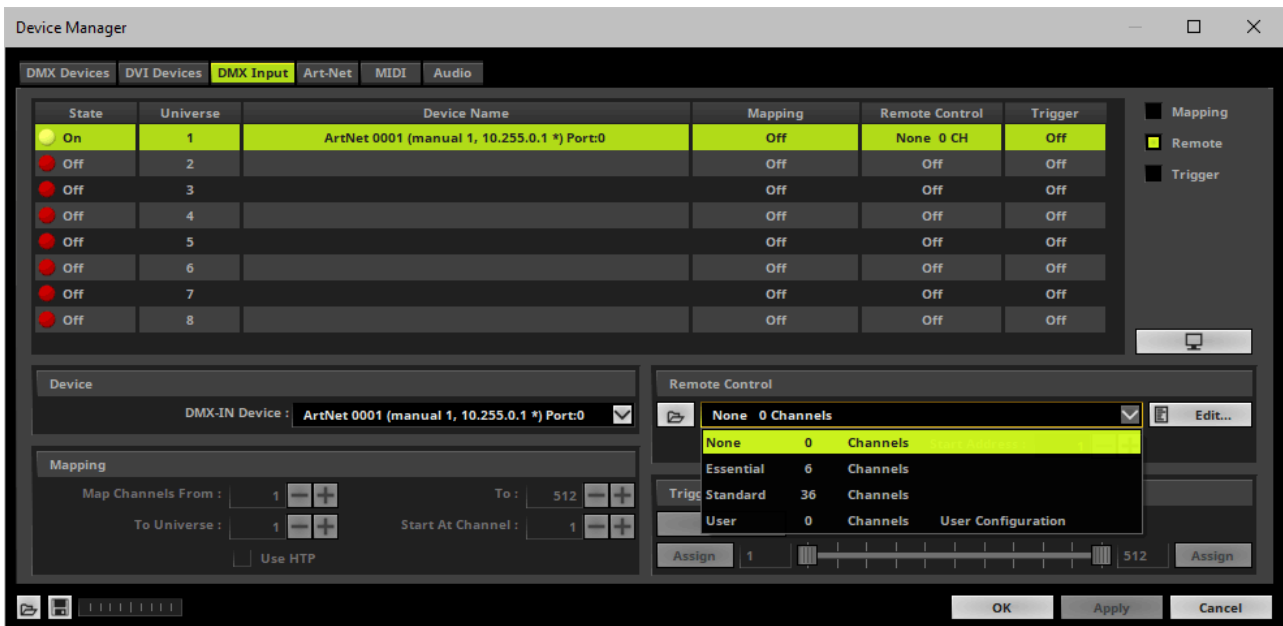 Device Manager
DMX Devices DVI Devices DMX Input Art-Net MIDI Audio
State Universe Device Name Mapping Remote Control Trigger
On 1 ArtNet 0001 (manual 1, 10.255.0.1 *) Port:0 Off None 0 CH Off
Off 2 Off Off Off
Off 3 Off Off Off
Off 4 Off Off Off
Off 5 Off Off Off
Off 6 Off Off Off
Off 7 Off Off Off
Off 8 Off Off Off
Mapping
Remote
Trigger
Device
DMX-IN Device : ArtNet 0001 (manual 1, 10.255.0.1 *) Port:0
Mapping
Map Channels From : 1 To : 512
To Universe : 1 Start At Channel : 1
Use HTP
Remote Control
None 0 Channels Edit...
None 0 Channels
Essential 6 Channels
Standard 36 Channels
User 0 Channels User Configuration
Assign 1 512 Assign
OK Apply Cancel